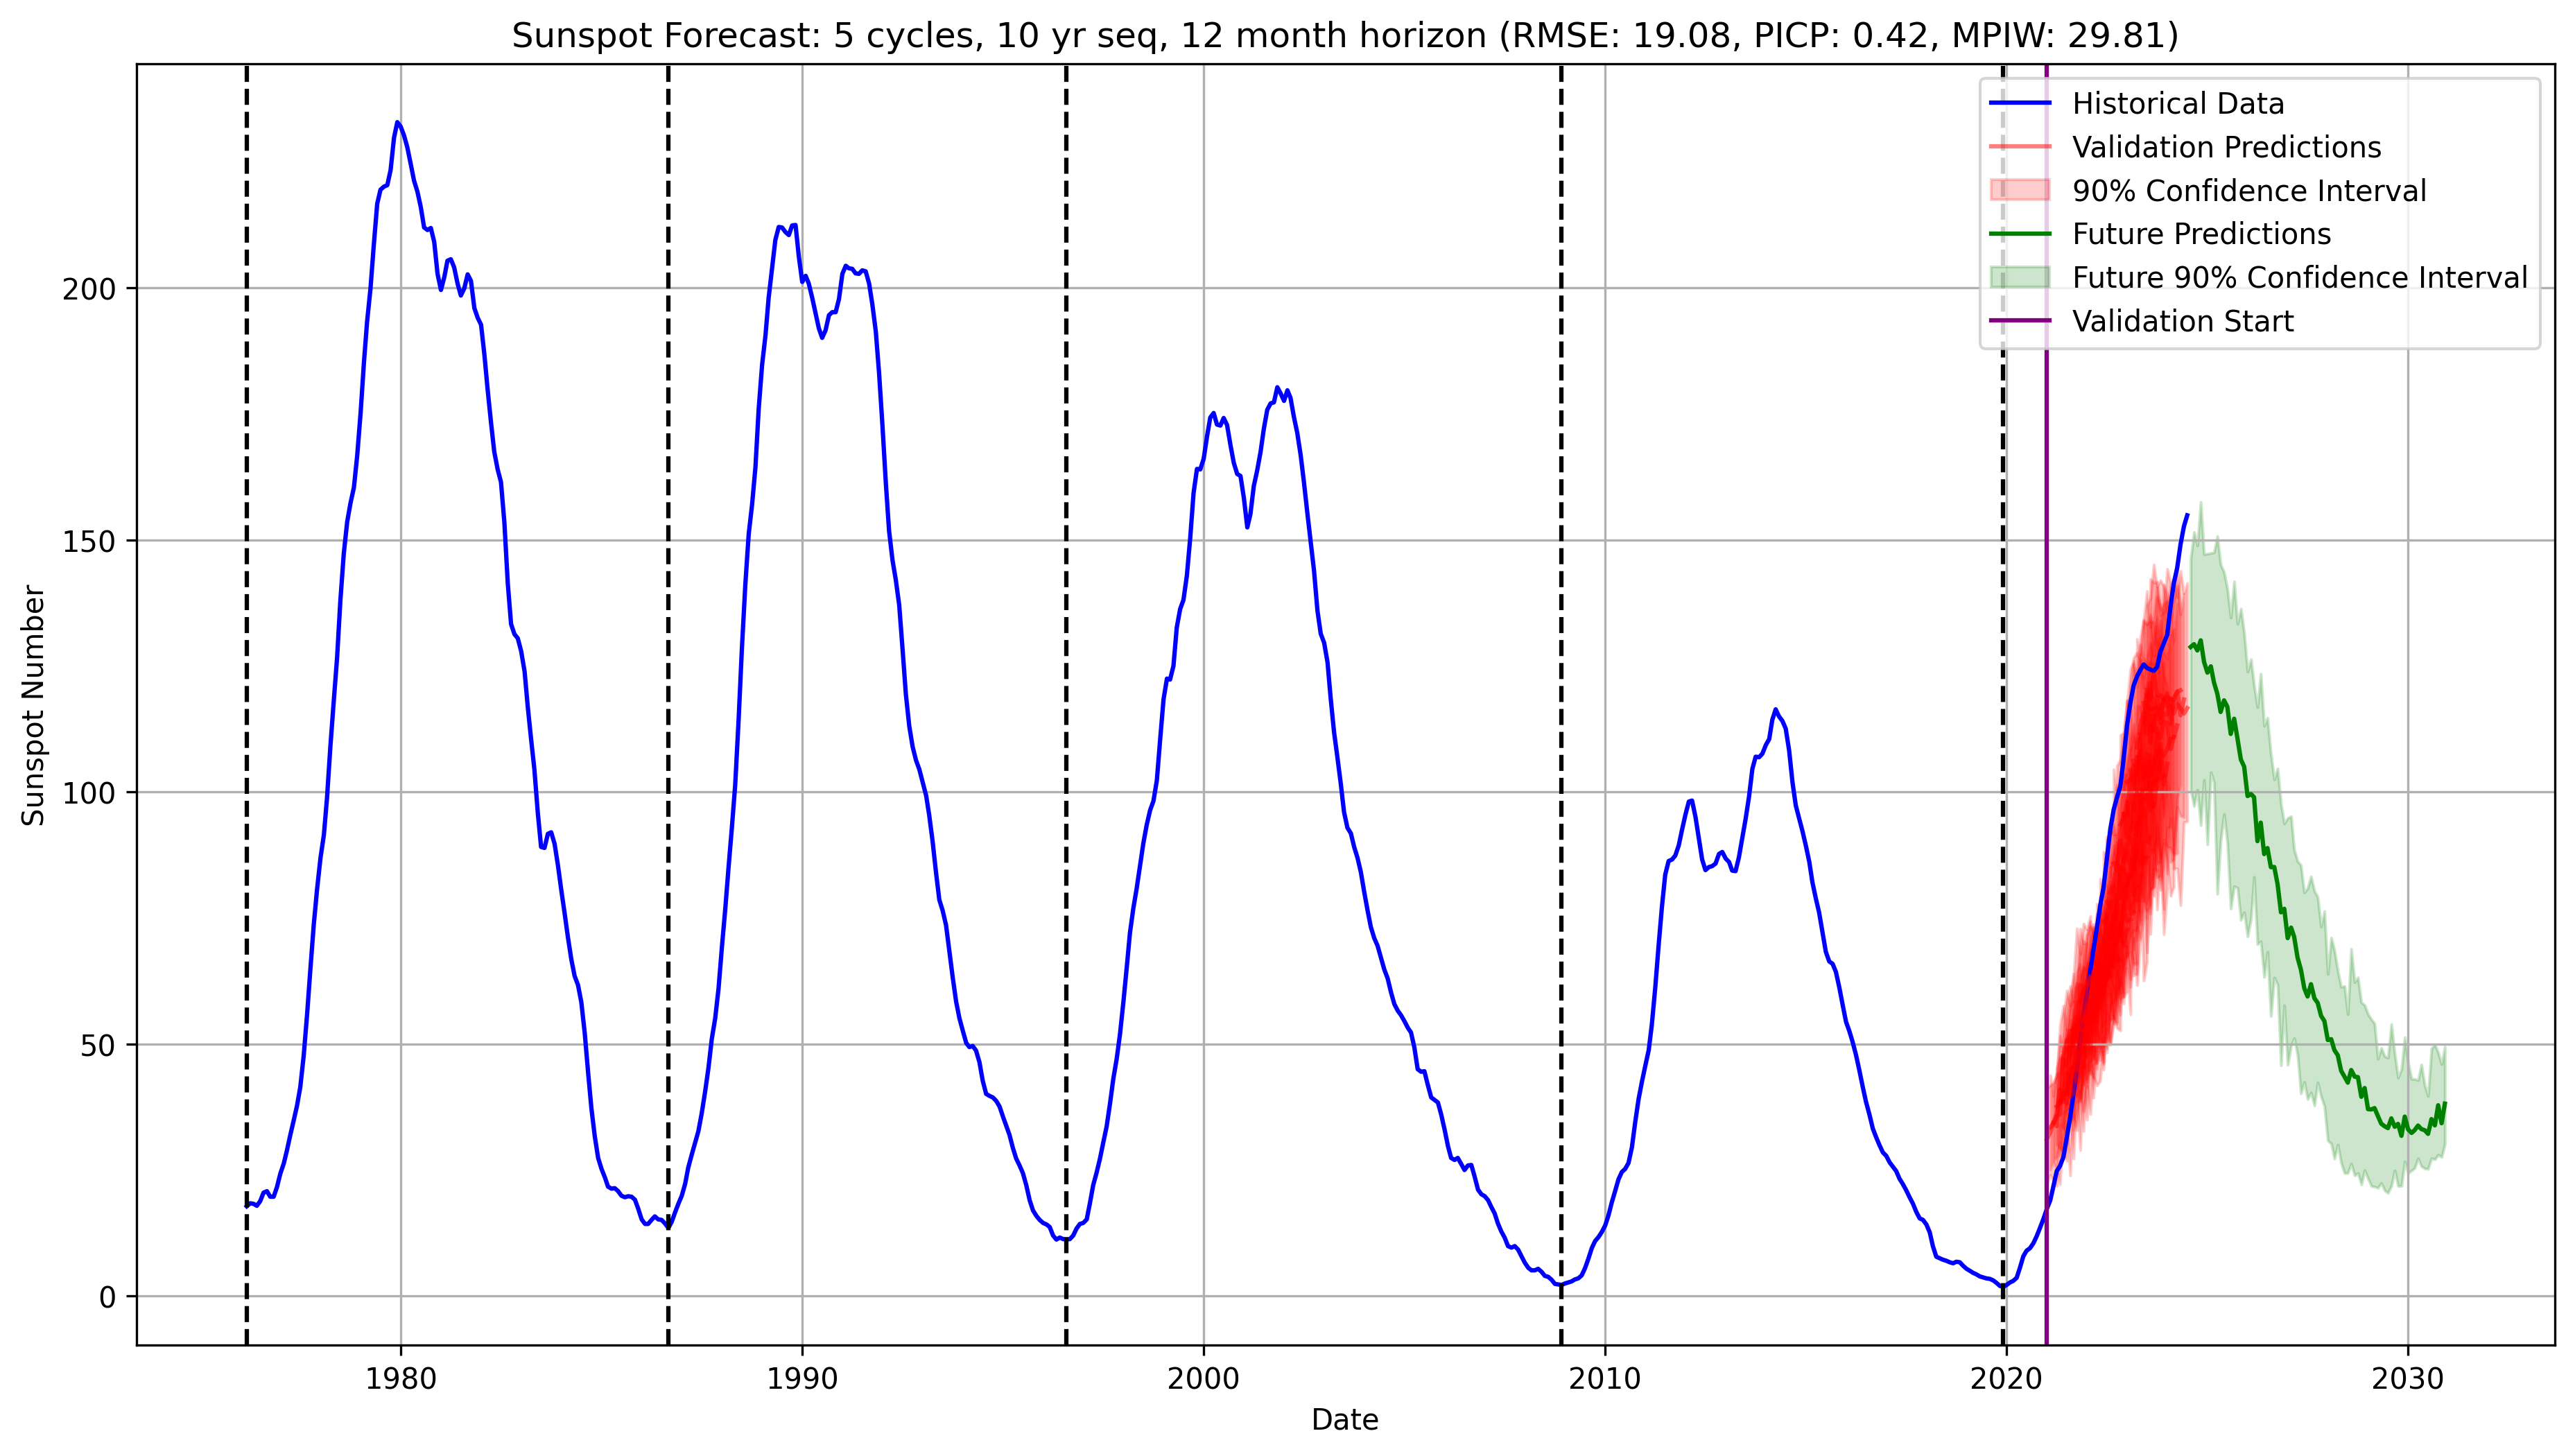 Sunspot Forecast: 5 cycles, 10 yr seq, 12 month horizon (RMSE: 19.08, PICP: 0.42, MPIW: 29.81)
Historical Data
Validation Predictions
90% Confidence Interval
Future Predictions
Future 90% Confidence Interval
Validation Start
Sunspot Number
200
150
100
50
0
1980
1990
2000
2010
2020
2030
Date